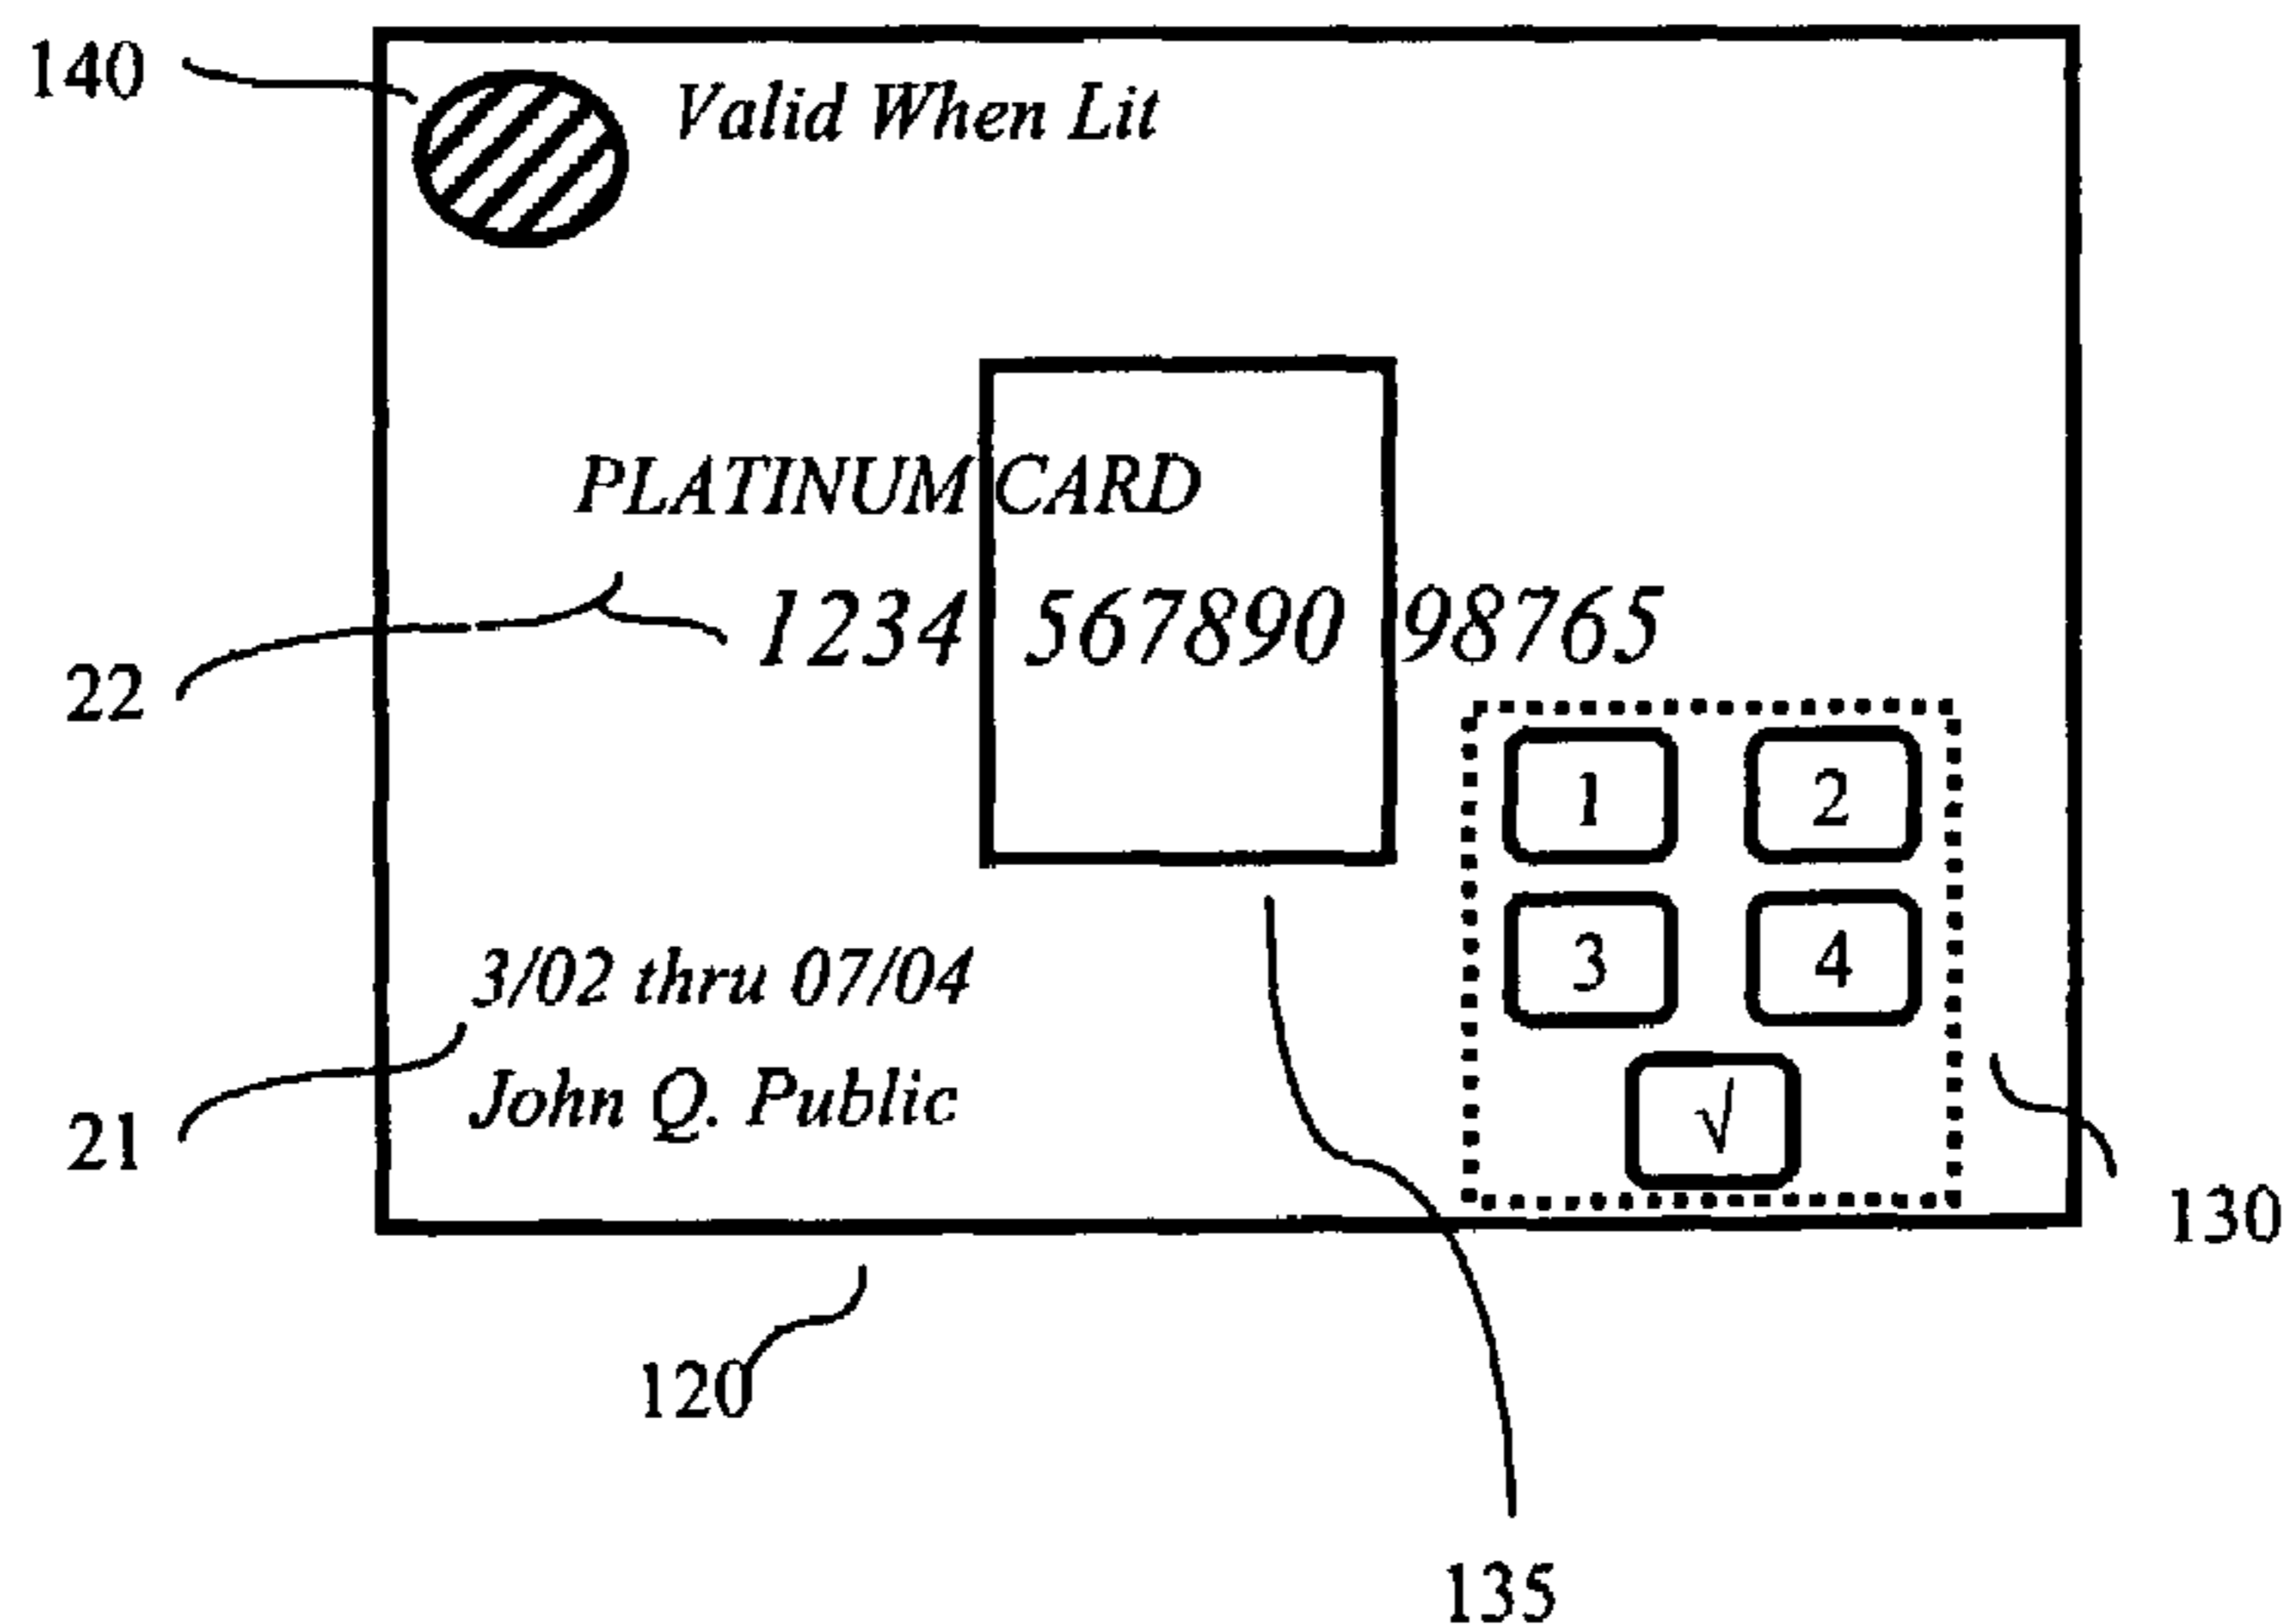 140
Valid When Lit
PLATINUM CARD
1234 567890 98765
22
1 2
3/02 thru 07/04
3 4
21
John Q. Public
√
130
120
135